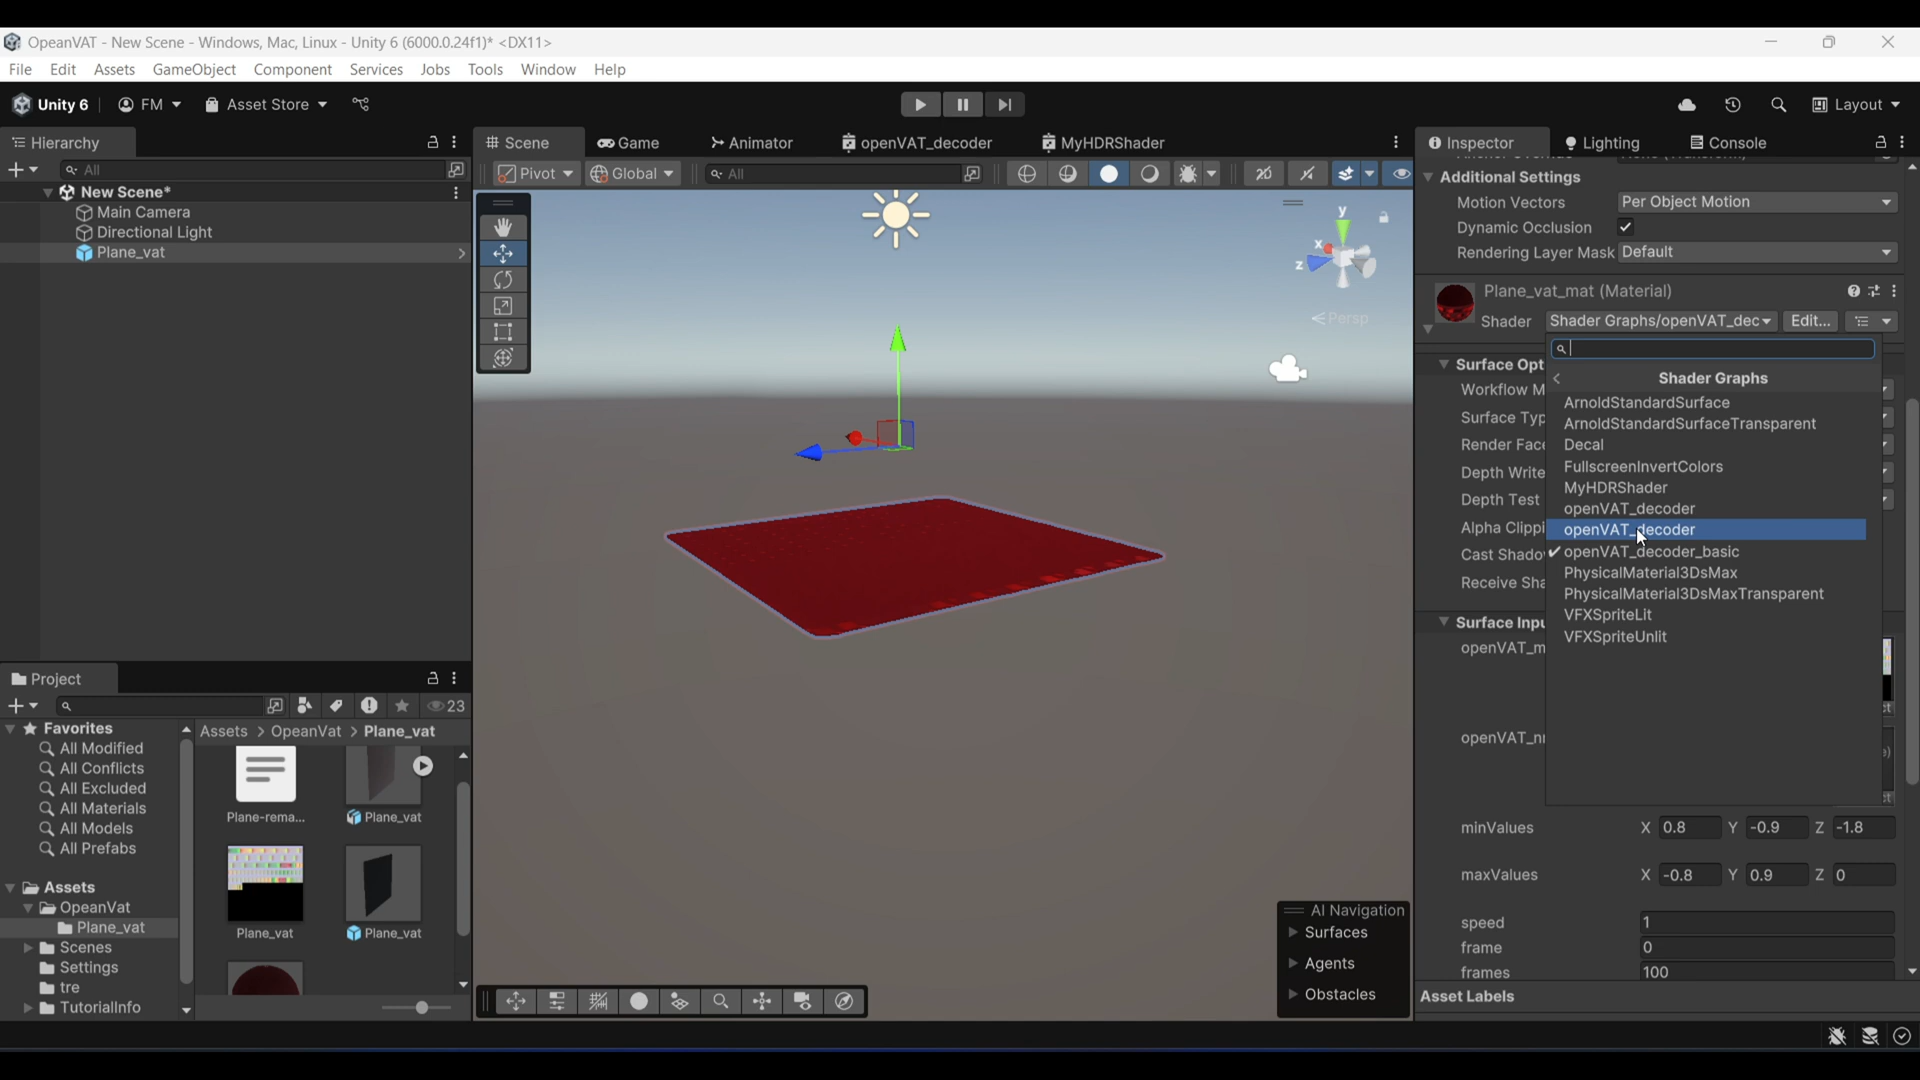 OpeanVAT - New Scene - Windows, Mac, Linux - Unity 6 (6000.0.24f1)* <DX11>
File Edit Assets GameObject Component Services Jobs Tools Window Help
Unity 6 FM Asset Store Layout
Hierarchy
All
New Scene*
Main Camera
Directional Light
Plane_vat
Scene Game Animator openVAT_decoder MyHDRShader
Pivot Global All 2D
y
x
z
Persp
AI Navigation
Surfaces
Agents
Obstacles
Project
23
Favorites
All Modified
All Conflicts
All Excluded
All Materials
All Models
All Prefabs
Assets
OpeanVat
Plane_vat
Scenes
Settings
tre
TutorialInfo
Assets > OpeanVat > Plane_vat
Plane-rema... Plane_vat
Plane_vat Plane_vat
Inspector Lighting Console
Additional Settings
Motion Vectors Per Object Motion
Dynamic Occlusion
Rendering Layer Mask Default
Plane_vat_mat (Material)
Shader Shader Graphs/openVAT_dec Edit...
Shader Graphs
ArnoldStandardSurface
ArnoldStandardSurfaceTransparent
Decal
FullscreenInvertColors
MyHDRShader
openVAT_decoder
openVAT_decoder
openVAT_decoder_basic
PhysicalMaterial3DsMax
PhysicalMaterial3DsMaxTransparent
VFXSpriteLit
VFXSpriteUnlit
Surface Opt
Workflow M
Surface Typ
Render Face
Depth Write
Depth Test
Alpha Clippi
Cast Shado
Receive Sha
Surface Inpu
openVAT_m
openVAT_n
minValues X 0.8 Y -0.9 Z -1.8
maxValues X -0.8 Y 0.9 Z 0
speed 1
frame 0
frames 100
Asset Labels